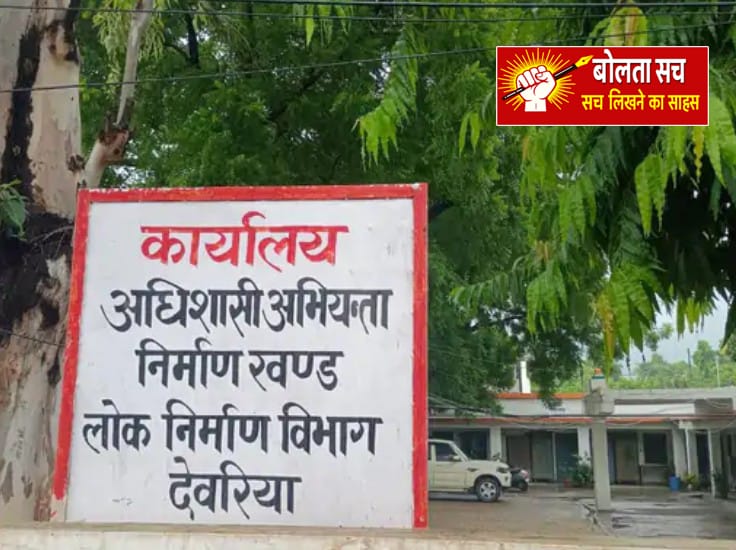 बोलता सच
सच लिखने का साहस
कार्यालय
अधिशासी अभियन्ता
निर्माण खण्ड
लोक निर्माण विभाग
देवरिया